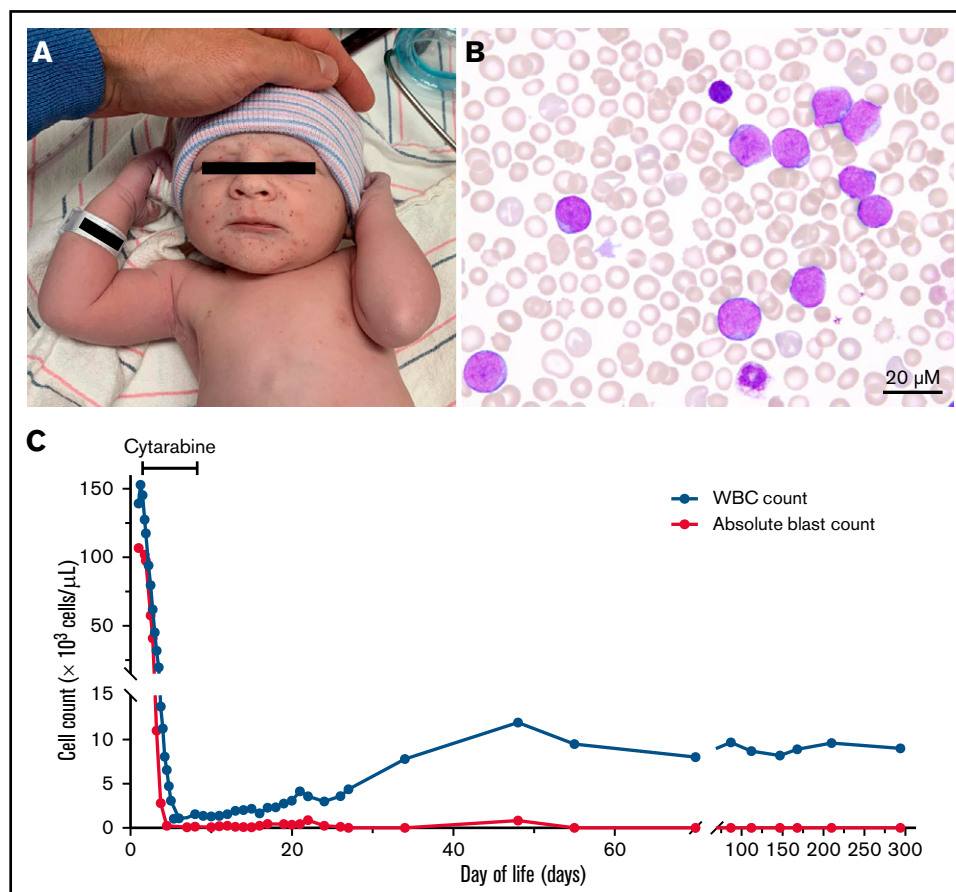 A
B
20 µM
C
Cytarabine
150
100
50
15
10
5
0
Cell count (× 10³ cells/µL)
WBC count
Absolute blast count
0 20 40 60 100 150 200 250 300
Day of life (days)